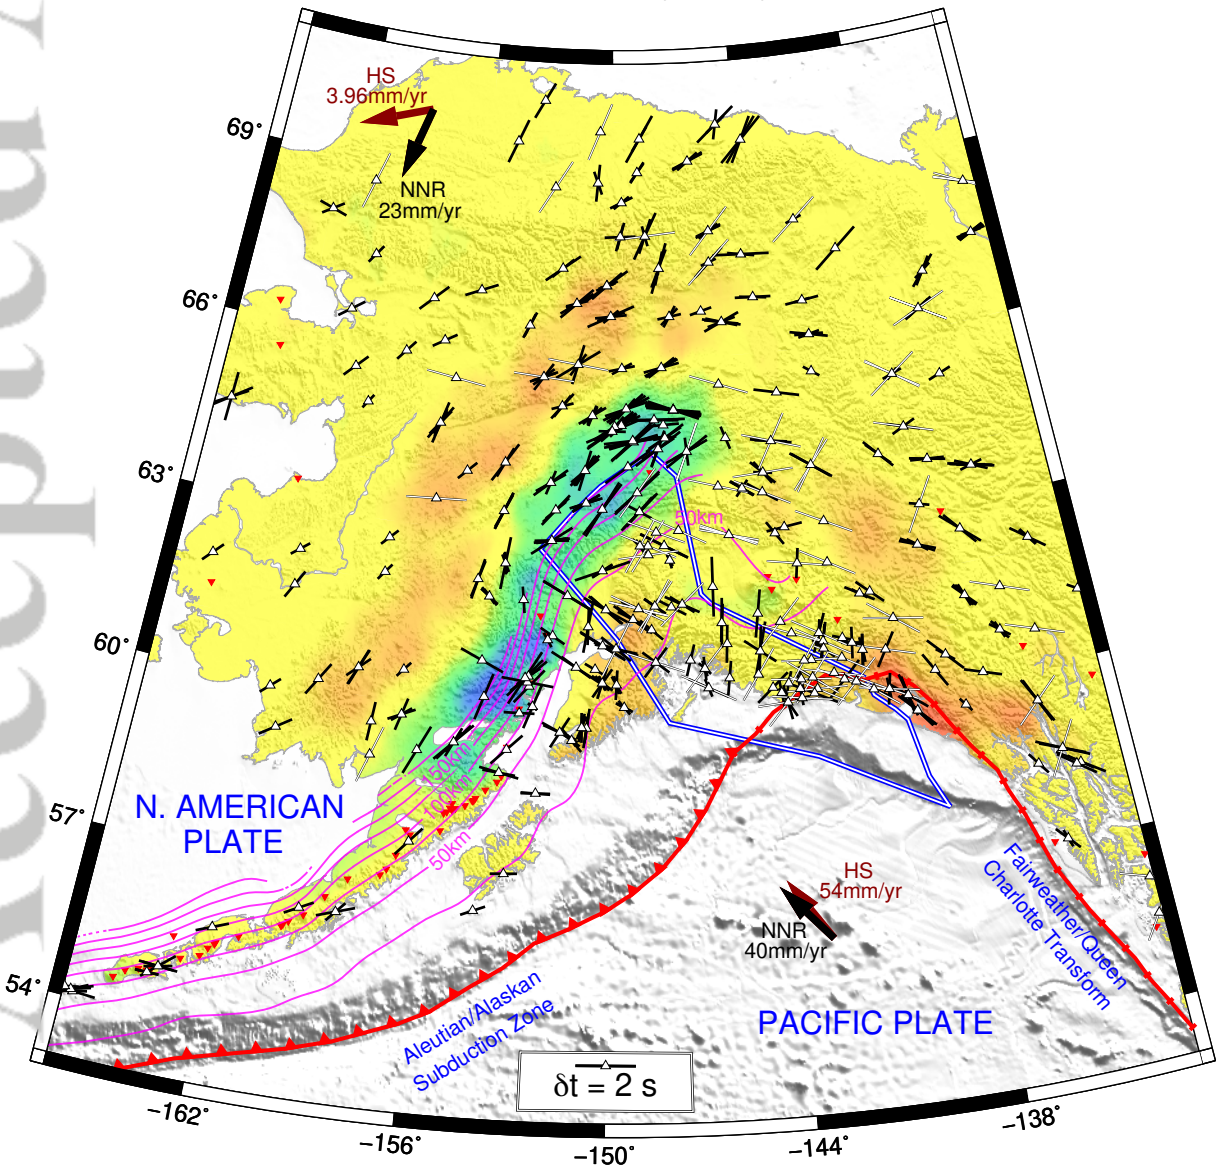 HS
3.96mm/yr
NNR
23mm/yr
69°
66°
63°
60°
57°
54°
50km
50km
100km
50km
N. AMERICAN
PLATE
HS
54mm/yr
NNR
40mm/yr
Fairweather/Queen
Charlotte Transform
PACIFIC PLATE
Aleutian/Alaskan
Subduction Zone
δt = 2 s
−162°
−156°
−150°
−144°
−138°
Accepted A